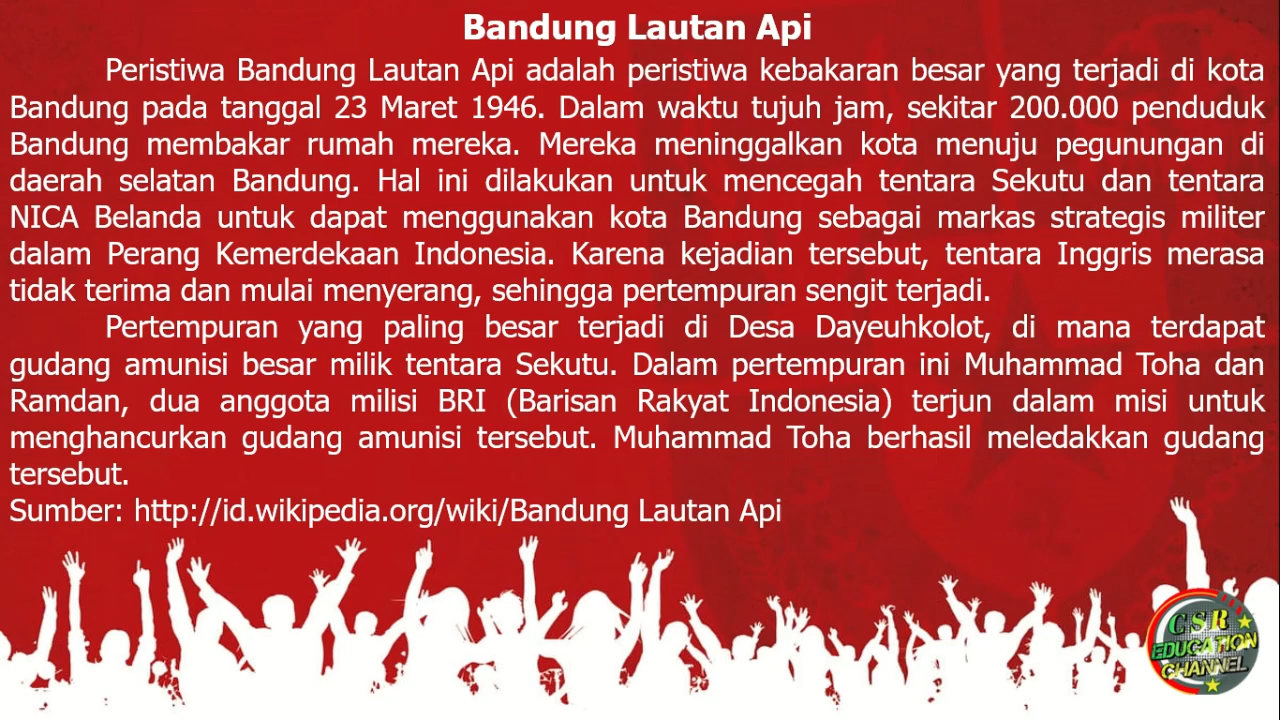 Bandung Lautan Api
Peristiwa Bandung Lautan Api adalah peristiwa kebakaran besar yang terjadi di kota
Bandung pada tanggal 23 Maret 1946. Dalam waktu tujuh jam, sekitar 200.000 penduduk
Bandung membakar rumah mereka. Mereka meninggalkan kota menuju pegunungan di
daerah selatan Bandung. Hal ini dilakukan untuk mencegah tentara Sekutu dan tentara
NICA Belanda untuk dapat menggunakan kota Bandung sebagai markas strategis militer
dalam Perang Kemerdekaan Indonesia. Karena kejadian tersebut, tentara Inggris merasa
tidak terima dan mulai menyerang, sehingga pertempuran sengit terjadi.
Pertempuran yang paling besar terjadi di Desa Dayeuhkolot, di mana terdapat
gudang amunisi besar milik tentara Sekutu. Dalam pertempuran ini Muhammad Toha dan
Ramdan, dua anggota milisi BRI (Barisan Rakyat Indonesia) terjun dalam misi untuk
menghancurkan gudang amunisi tersebut. Muhammad Toha berhasil meledakkan gudang
tersebut.
Sumber: http://id.wikipedia.org/wiki/Bandung Lautan Api
CSR
EDUCATION
CHANNEL